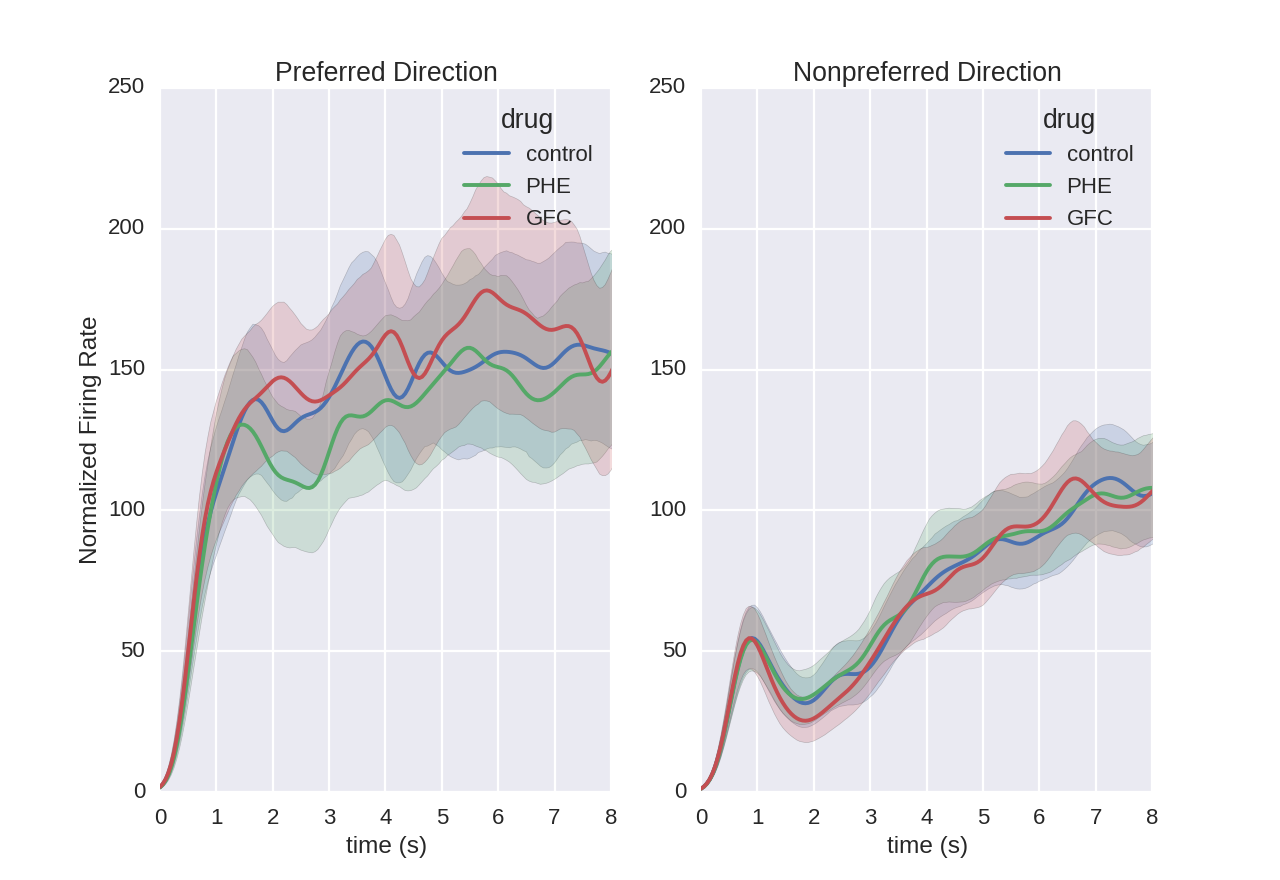 Preferred Direction
Nonpreferred Direction
250
200
150
100
50
0
Normalized Firing Rate
drug
control
PHE
GFC
0 1 2 3 4 5 6 7 8
time (s)
250
200
150
100
50
0
drug
control
PHE
GFC
0 1 2 3 4 5 6 7 8
time (s)